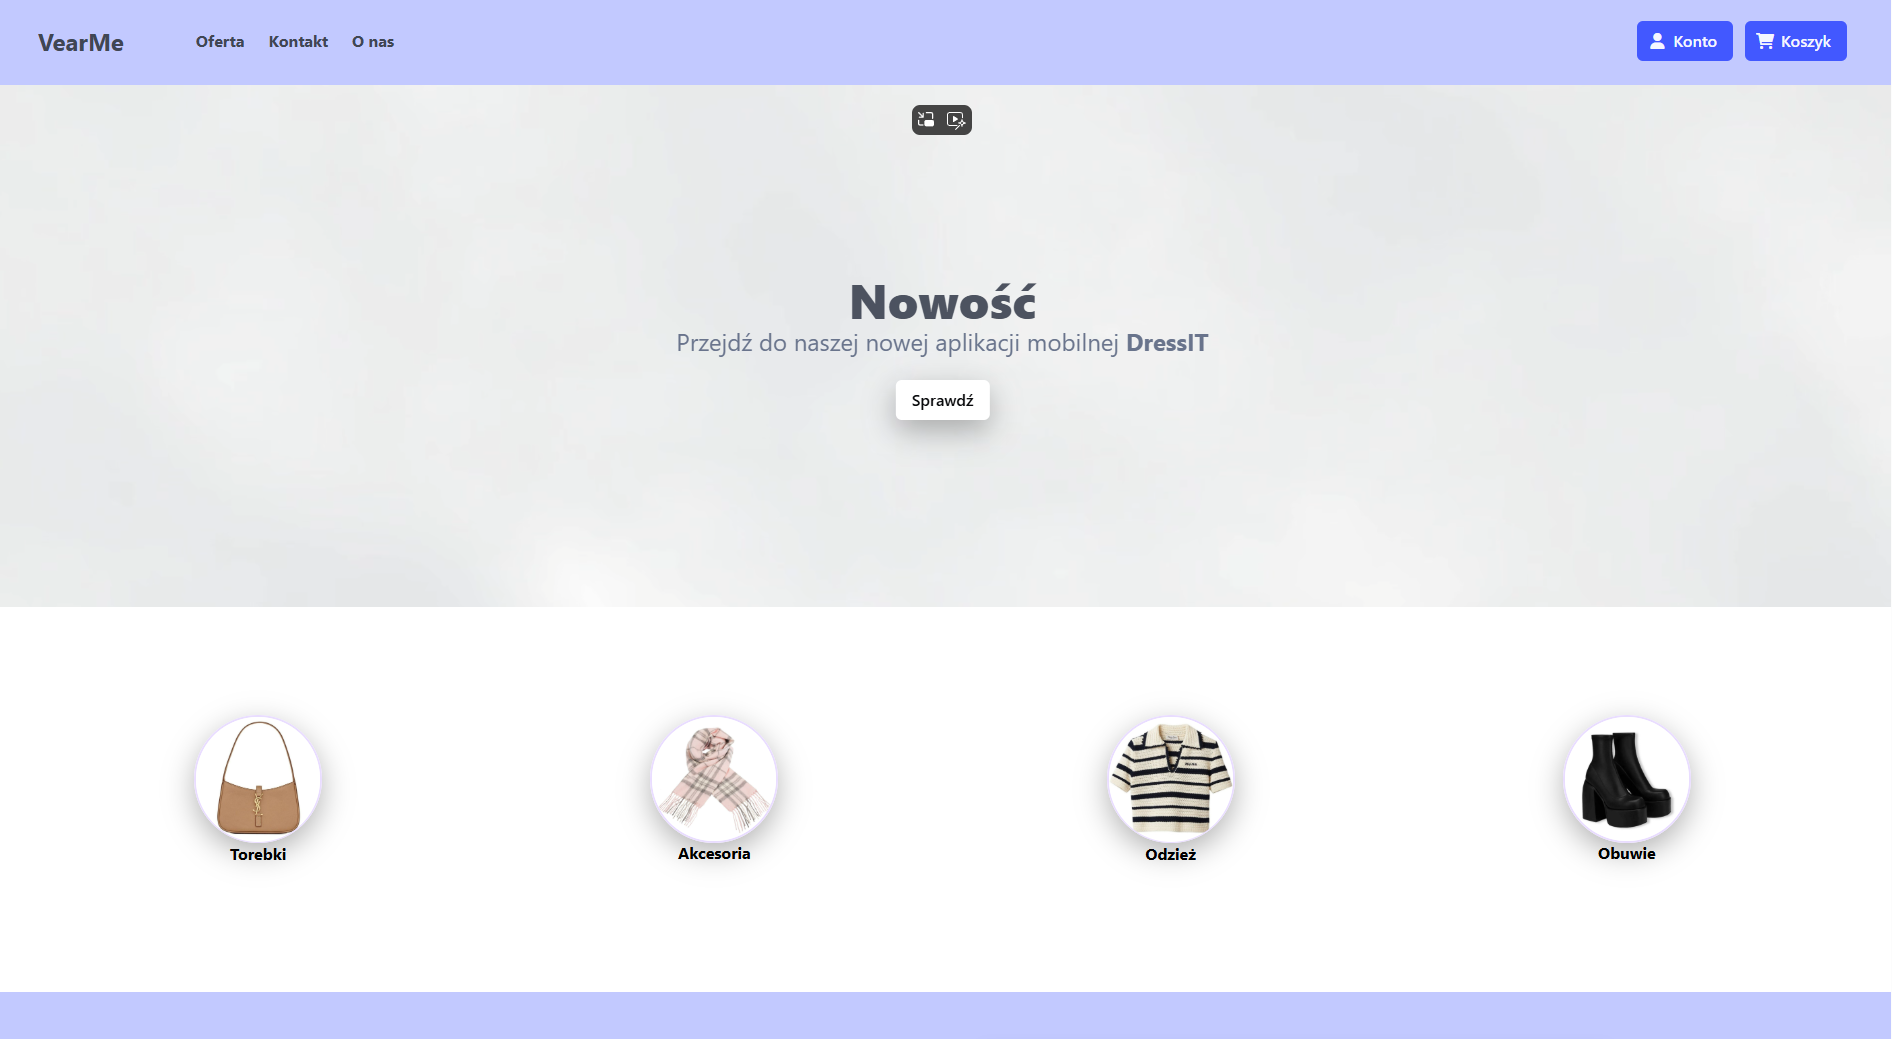 VearMe
Oferta Kontakt O nas
Konto Koszyk
Nowość
Przejdź do naszej nowej aplikacji mobilnej DressIT
Sprawdź
Torebki Akcesoria Odzież Obuwie